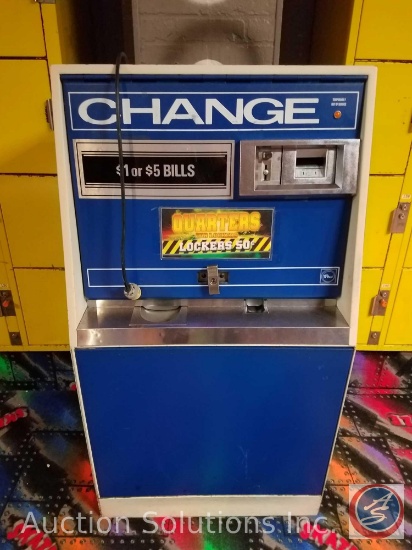 CHANGE
$1 or $5 BILLS
QUARTERS
LOCKERS 50¢
Auction Solutions Inc.